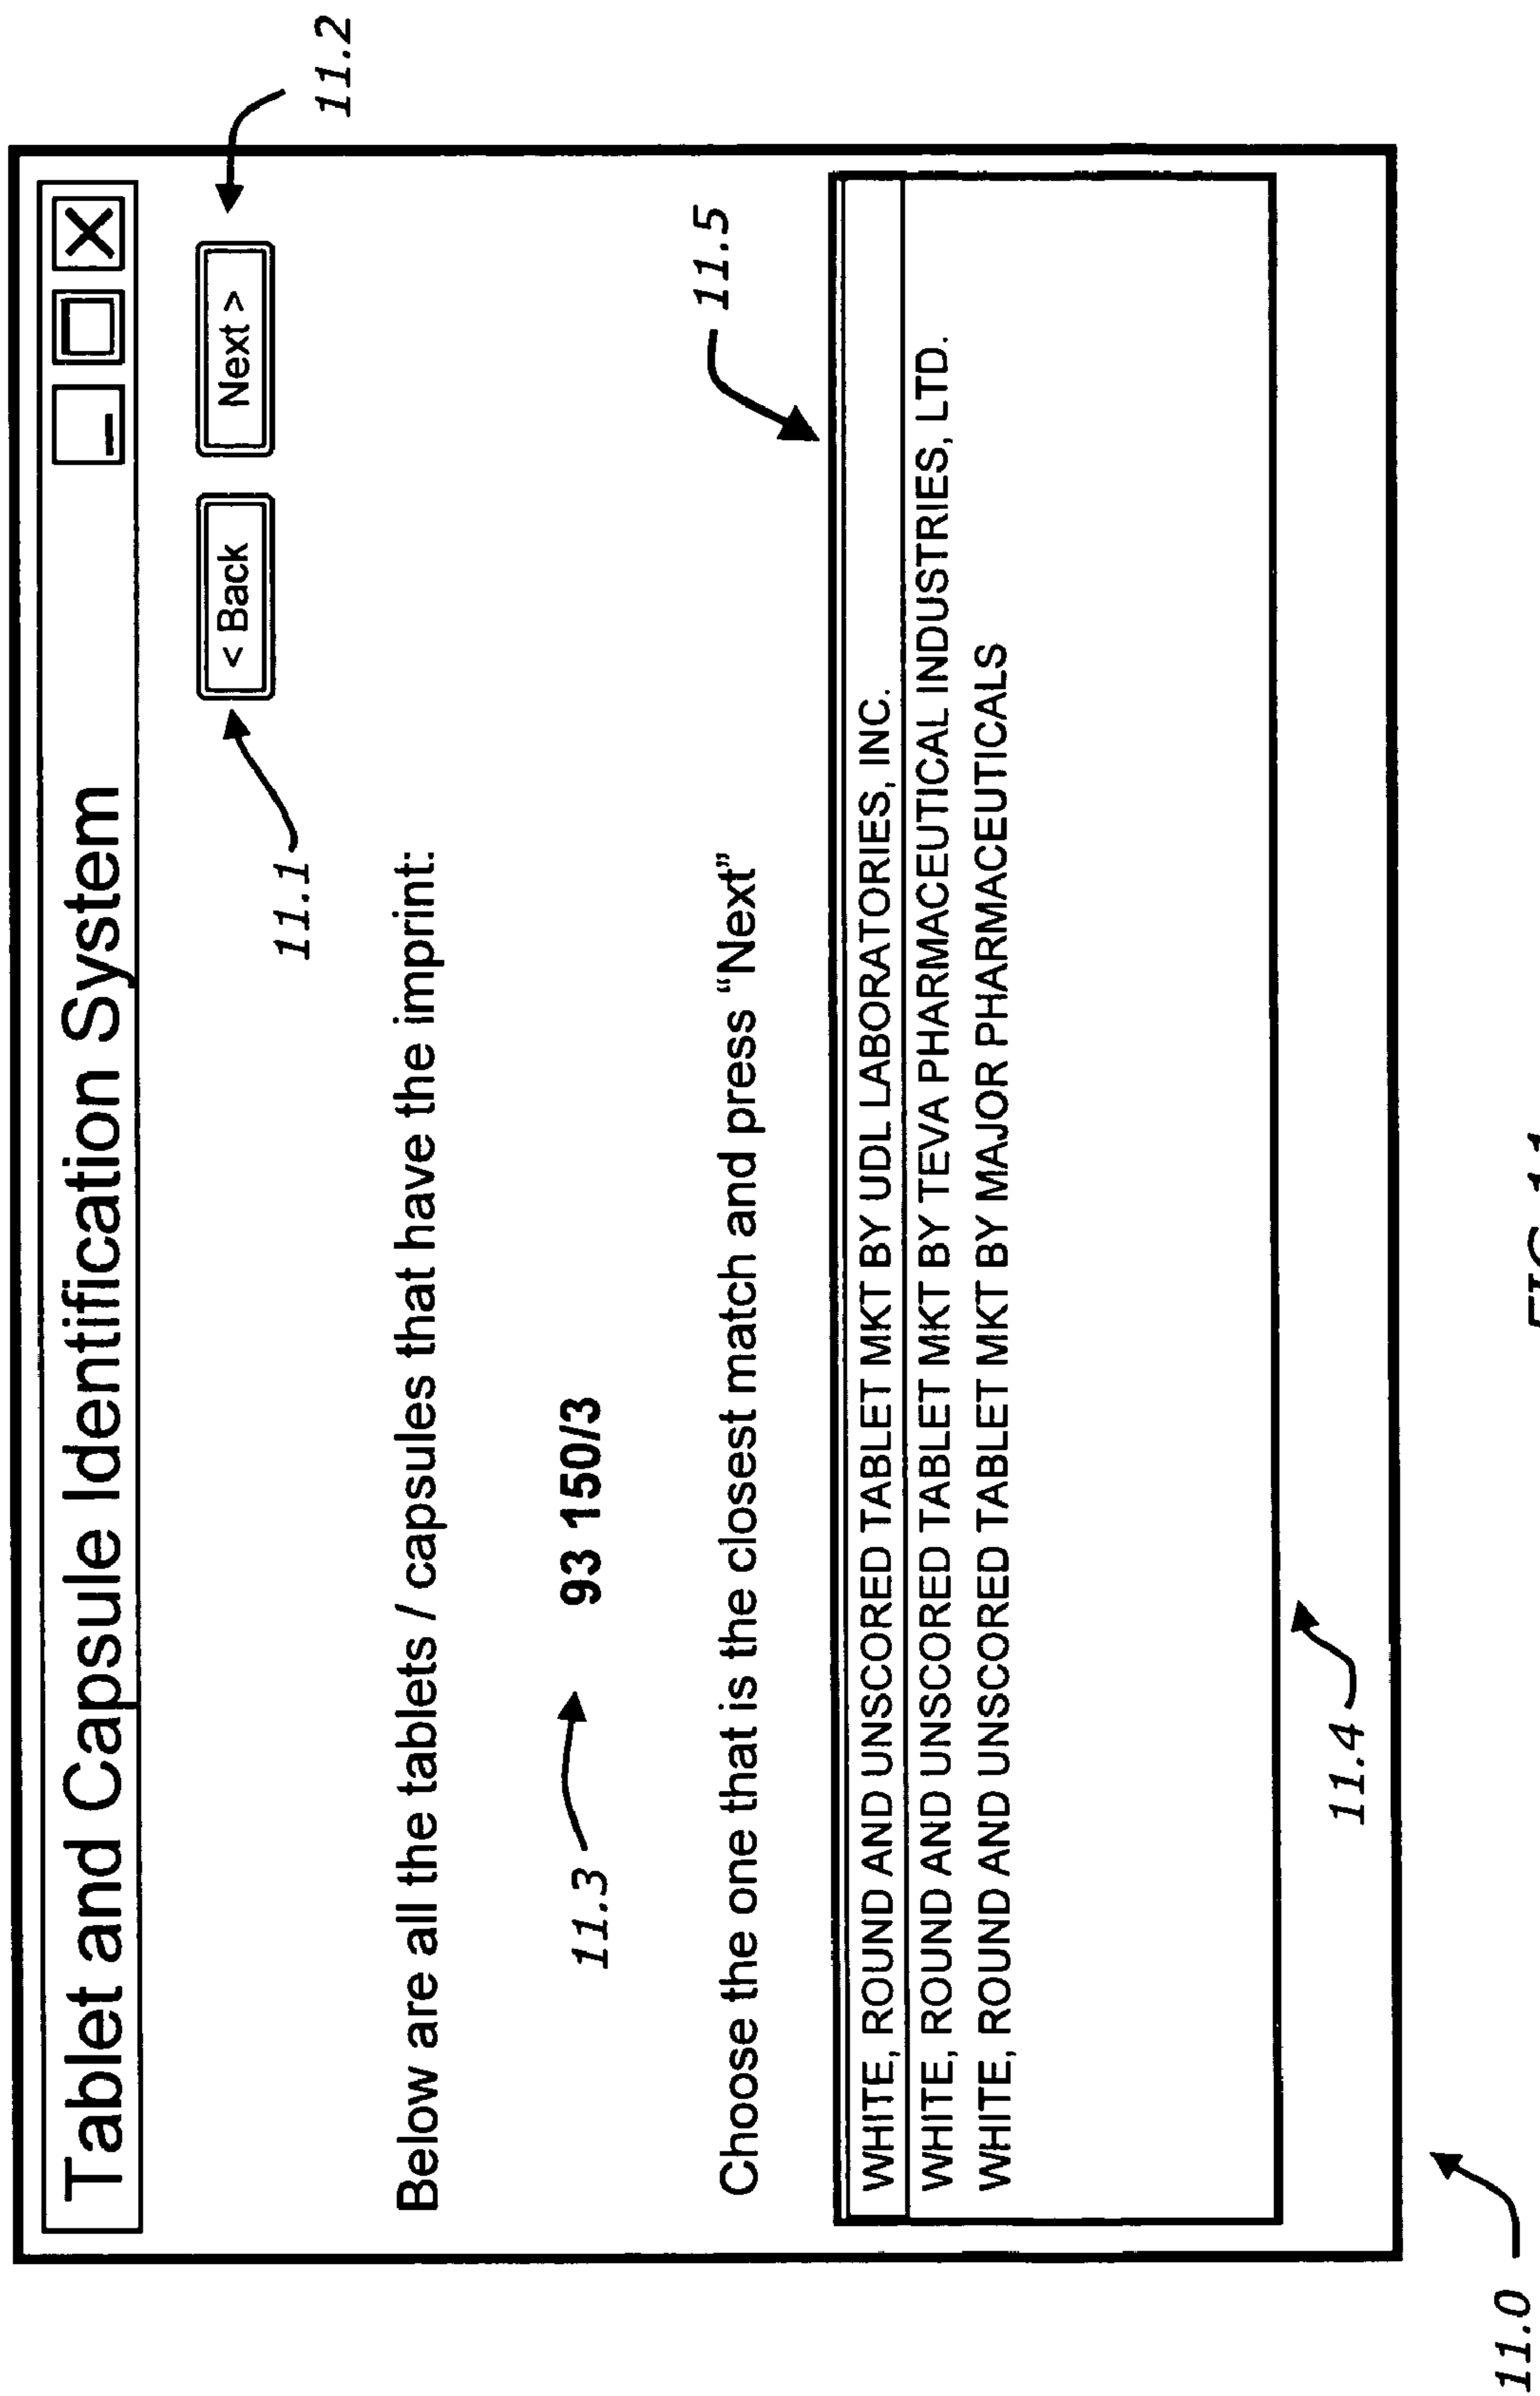 11.2
Tablet and Capsule Identification System
< Back
Next >
11.1
Below are all the tablets / capsules that have the imprint:
11.3
93 150/3
Choose the one that is the closest match and press “Next”
11.5
WHITE, ROUND AND UNSCORED TABLET MKT BY UDL LABORATORIES, INC.
WHITE, ROUND AND UNSCORED TABLET MKT BY TEVA PHARMACEUTICAL INDUSTRIES, LTD.
WHITE, ROUND AND UNSCORED TABLET MKT BY MAJOR PHARMACEUTICALS
11.4
11.0